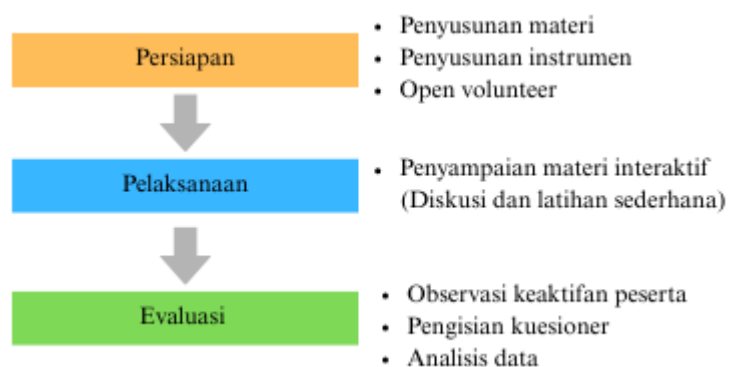 Persiapan
• Penyusunan materi
• Penyusunan instrumen
• Open volunteer
Pelaksanaan
• Penyampaian materi interaktif
(Diskusi dan latihan sederhana)
Evaluasi
• Observasi keaktifan peserta
• Pengisian kuesioner
• Analisis data